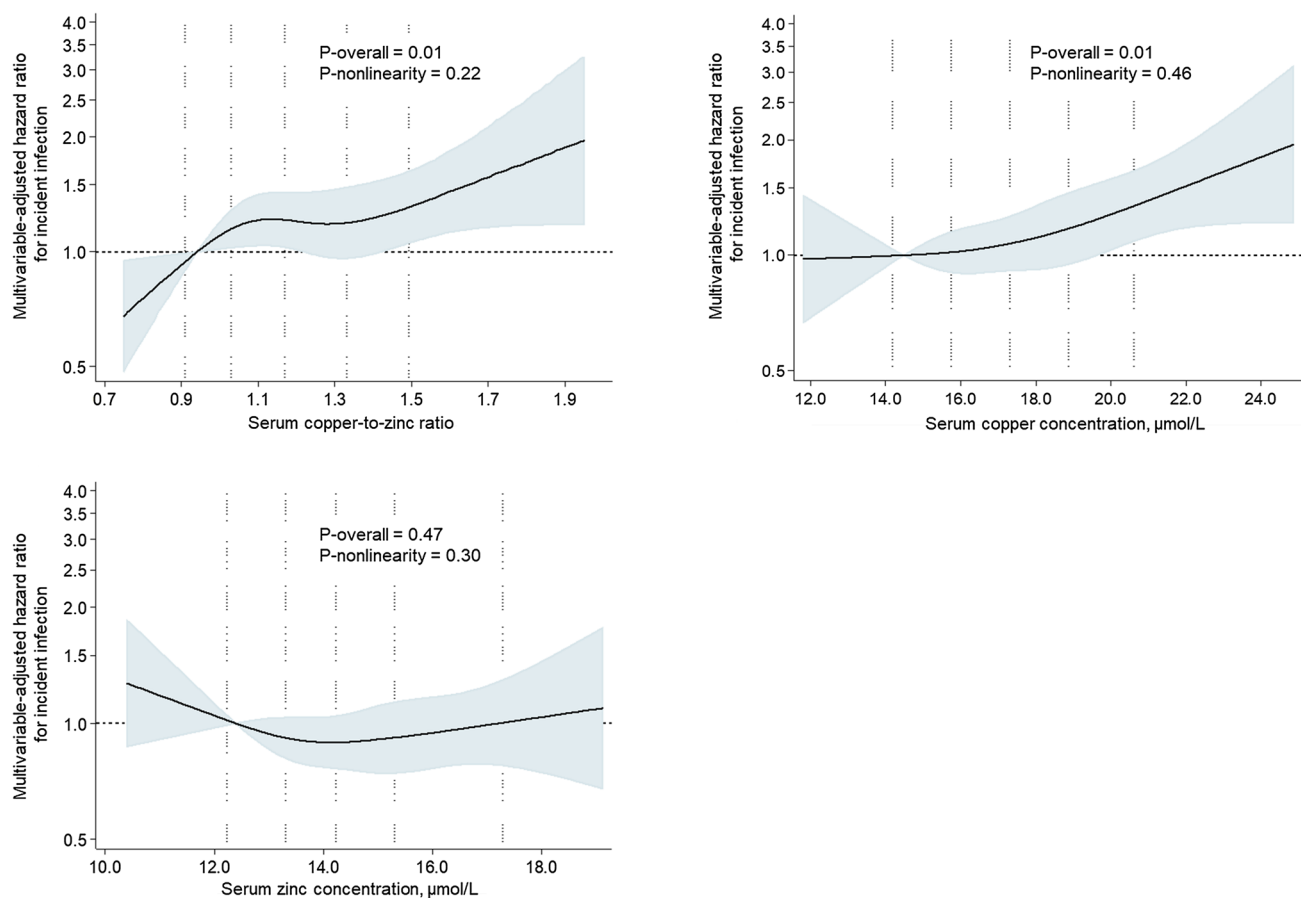 Multivariable-adjusted hazard ratio
for incident infection
4.0
3.5
3.0
2.5
2.0
1.5
1.0
0.5
P-overall = 0.01
P-nonlinearity = 0.22
0.7 0.9 1.1 1.3 1.5 1.7 1.9
Serum copper-to-zinc ratio
Multivariable-adjusted hazard ratio
for incident infection
4.0
3.5
3.0
2.5
2.0
1.5
1.0
0.5
P-overall = 0.01
P-nonlinearity = 0.46
12.0 14.0 16.0 18.0 20.0 22.0 24.0
Serum copper concentration, µmol/L
Multivariable-adjusted hazard ratio
for incident infection
4.0
3.5
3.0
2.5
2.0
1.5
1.0
0.5
P-overall = 0.47
P-nonlinearity = 0.30
10.0 12.0 14.0 16.0 18.0
Serum zinc concentration, µmol/L